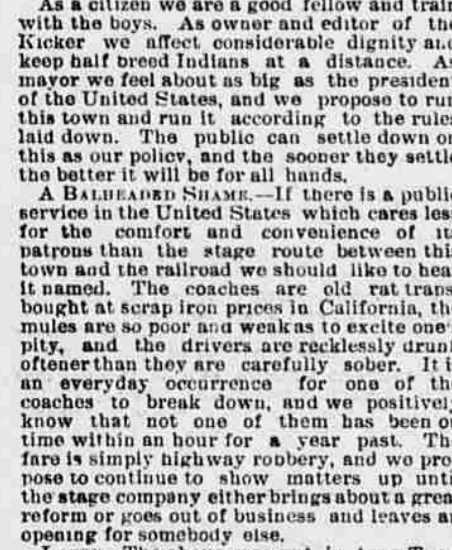 As a citizen we are a good fellow and train
with the boys. As owner and editor of the
Kicker we affect considerable dignity and
keep half breed Indians at a distance. As
mayor we feel about as big as the president
of the United States, and we propose to run
this town and run it according to the rules
laid down. The public can settle down on
this as our policy, and the sooner they settle
the better it will be for all hands.
A BALHEADED SHAME.—If there is a public
service in the United States which cares less
for the comfort and convenience of its
patrons than the stage route between this
town and the railroad we should like to hear
it named. The coaches are old rat traps
bought at scrap iron prices in California, the
mules are so poor and weak as to excite one's
pity, and the drivers are recklessly drunk
oftener than they are carefully sober. It is
an everyday occurrence for one of the
coaches to break down, and we positively
know that not one of them has been on
time within an hour for a year past. The
fare is simply highway robbery, and we pro-
pose to continue to show matters up until
the stage company either brings about a great
reform or goes out of business and leaves an
opening for somebody else.